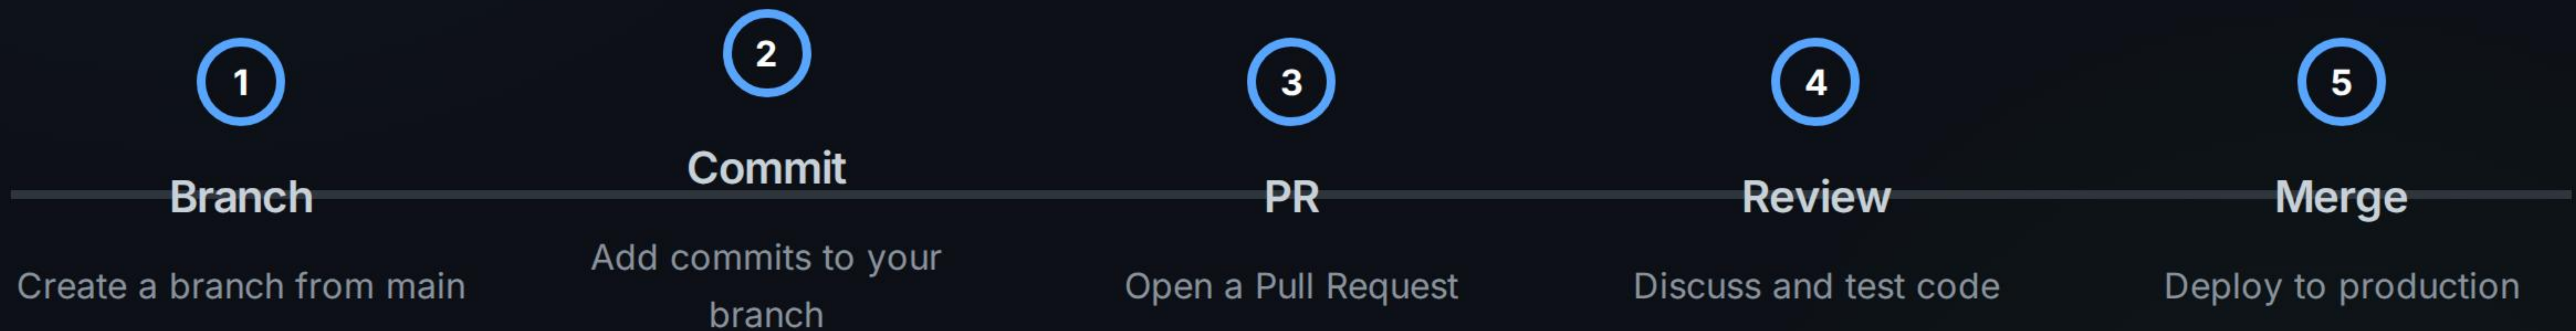 1
Branch
Create a branch from main
2
Commit
Add commits to your
branch
3
PR
Open a Pull Request
4
Review
Discuss and test code
5
Merge
Deploy to production